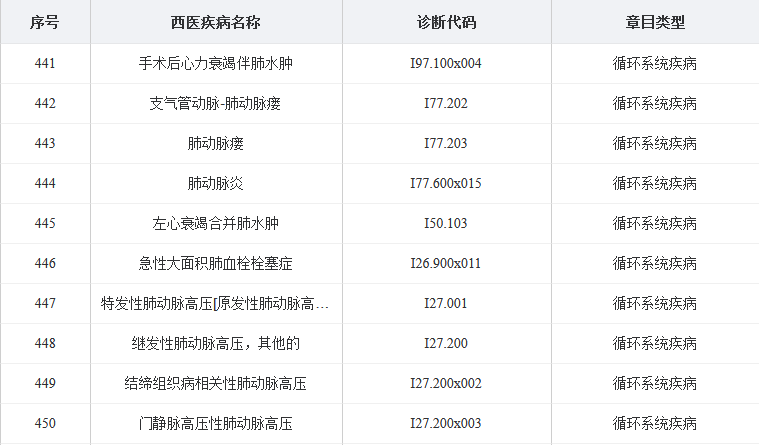 序号 西医疾病名称 诊断代码 章目类型
441 手术后心力衰竭伴肺水肿 I97.100x004 循环系统疾病
442 支气管动脉-肺动脉瘘 I77.202 循环系统疾病
443 肺动脉瘘 I77.203 循环系统疾病
444 肺动脉炎 I77.600x015 循环系统疾病
445 左心衰竭合并肺水肿 I50.103 循环系统疾病
446 急性大面积肺血栓栓塞症 I26.900x011 循环系统疾病
447 特发性肺动脉高压[原发性肺动脉高… I27.001 循环系统疾病
448 继发性肺动脉高压，其他的 I27.200 循环系统疾病
449 结缔组织病相关性肺动脉高压 I27.200x002 循环系统疾病
450 门静脉高压性肺动脉高压 I27.200x003 循环系统疾病